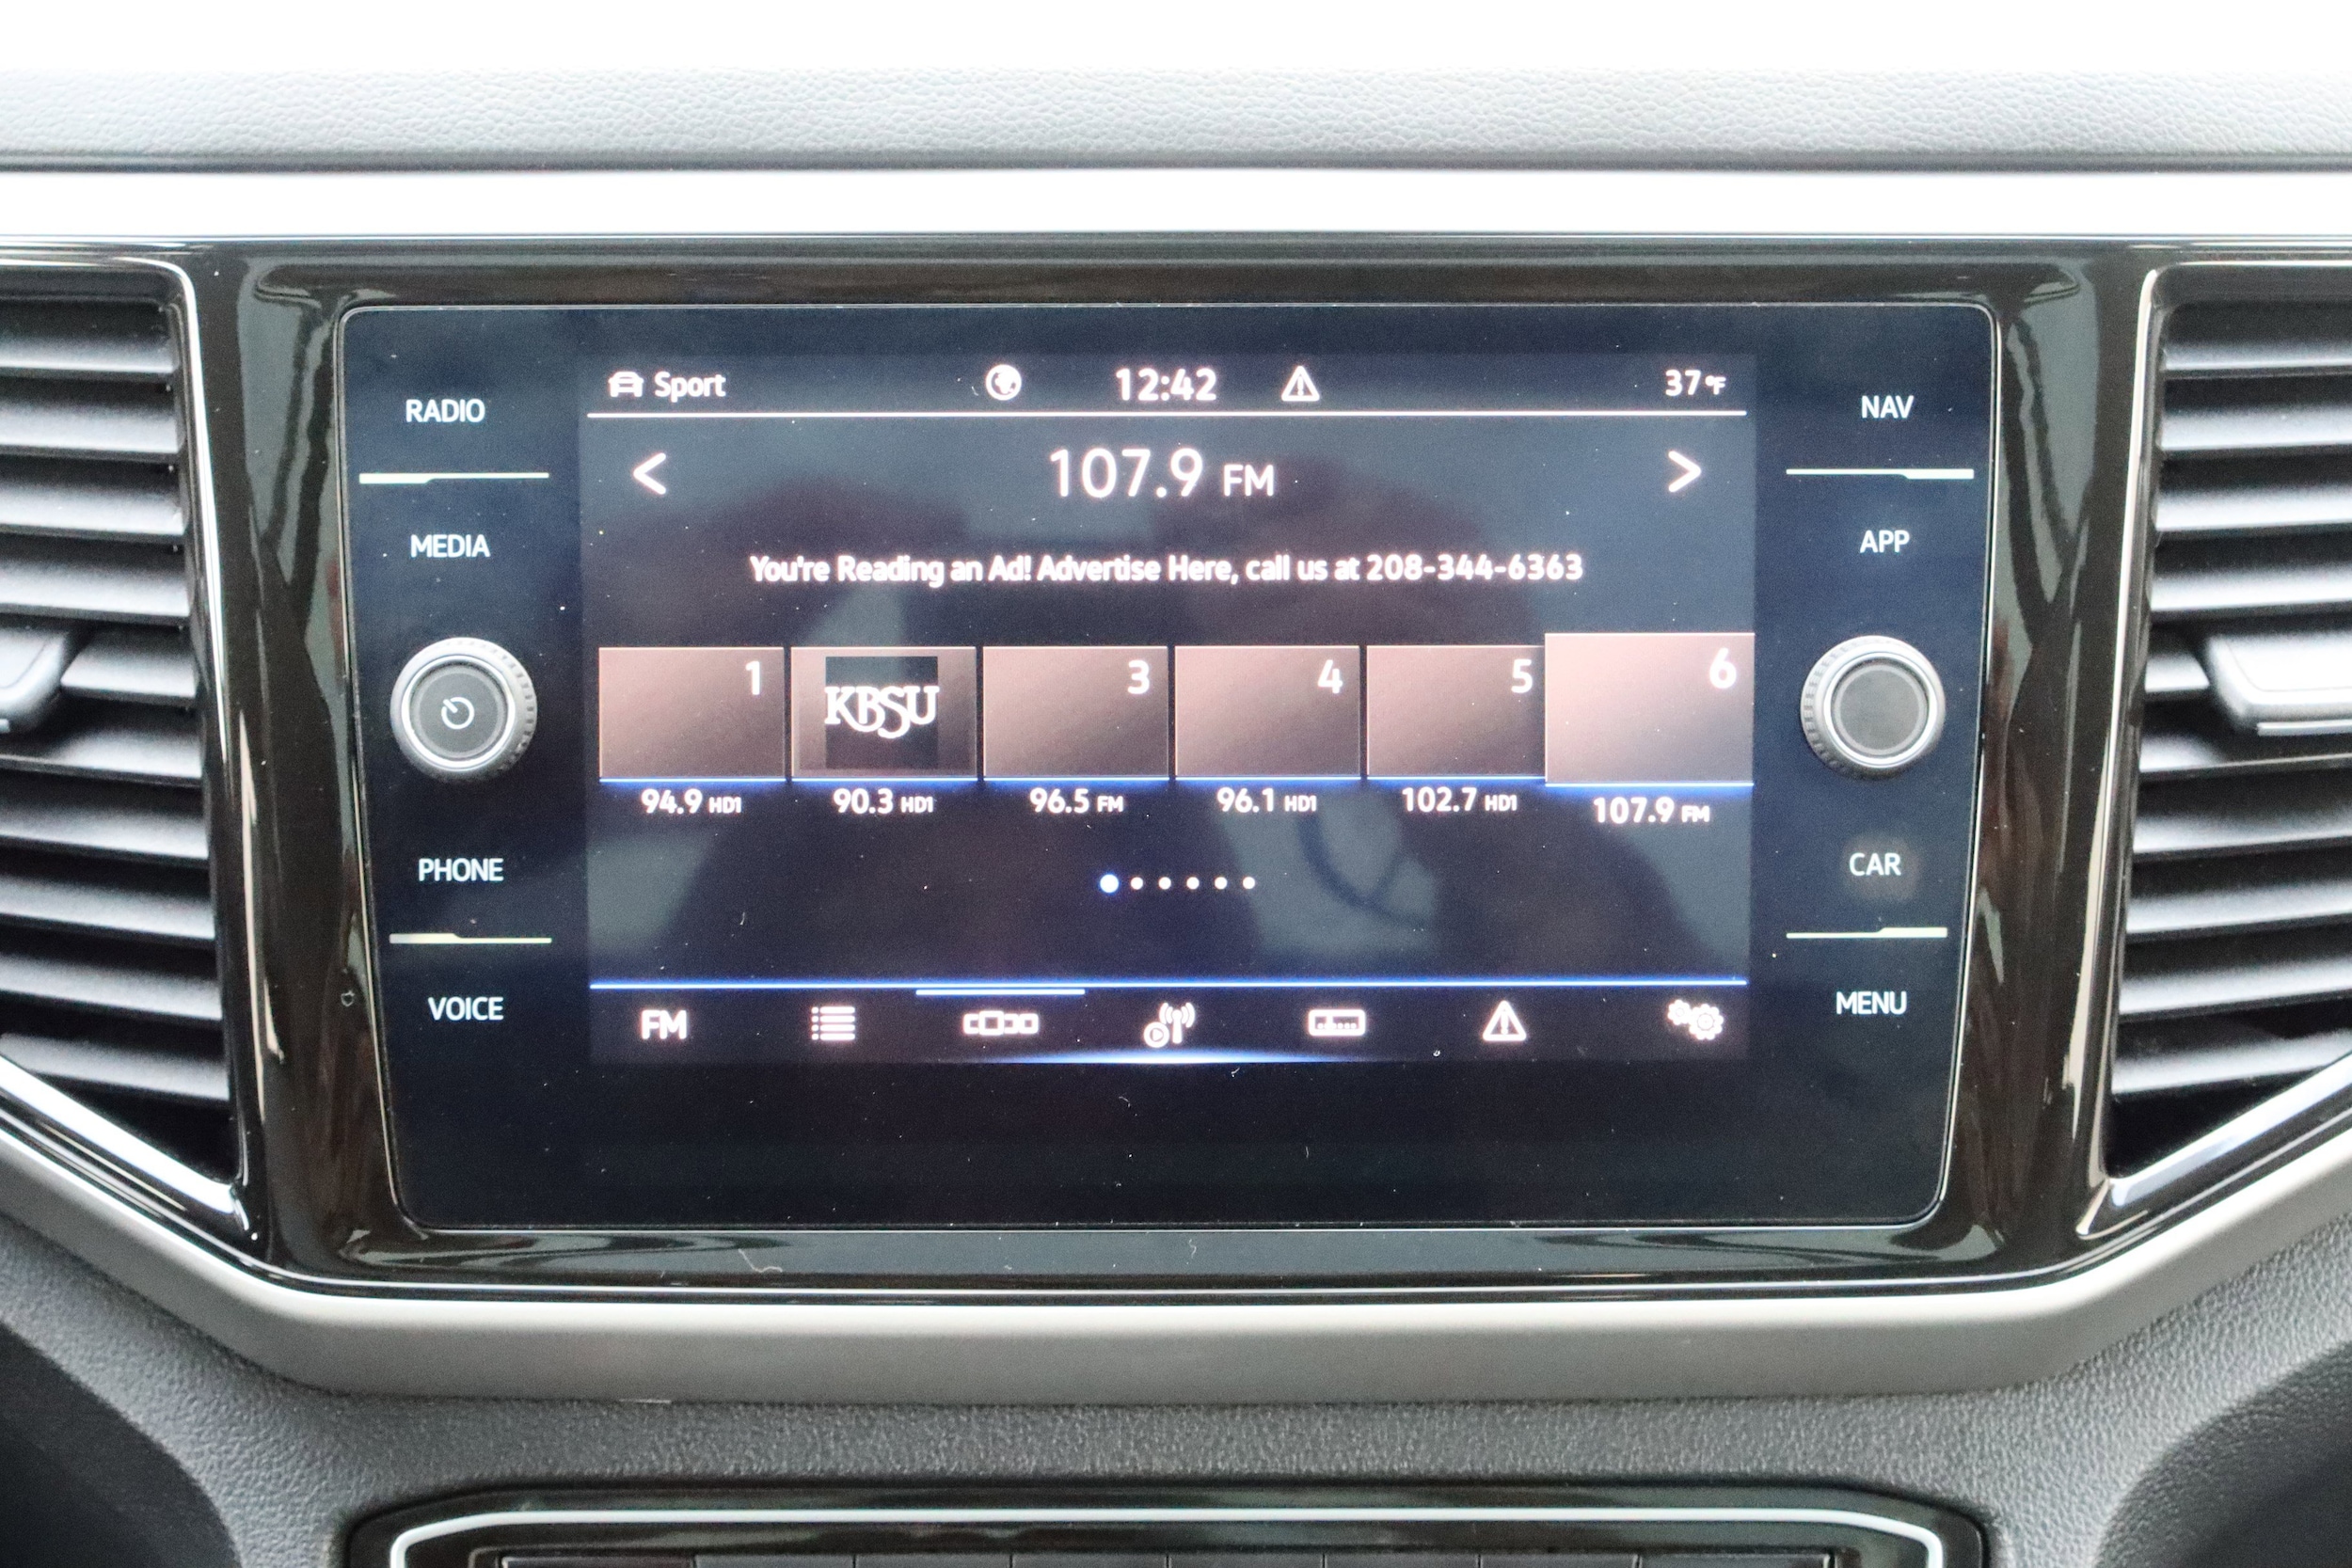 RADIO
MEDIA
PHONE
VOICE
Sport
12:42
37°F
107.9 FM
You're Reading an Ad! Advertise Here, call us at 208-344-6363
1
KBSU
3
4
5
6
94.9 HD1
90.3 HD1
96.5 FM
96.1 HD1
102.7 HD1
107.9 FM
FM
NAV
APP
CAR
MENU